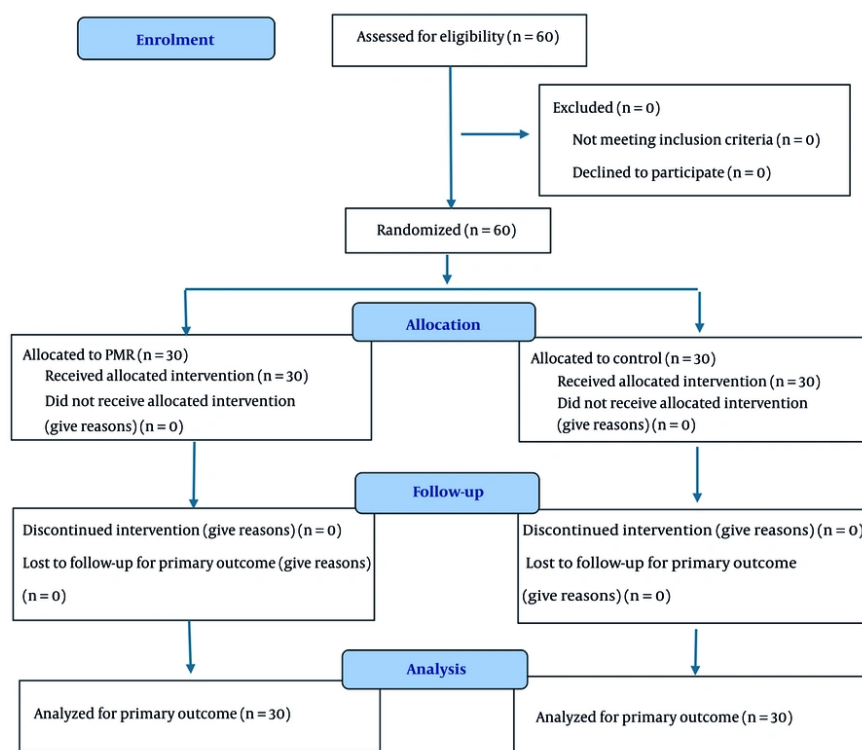 Enrolment
Assessed for eligibility (n = 60)
Excluded (n = 0)
Not meeting inclusion criteria (n = 0)
Declined to participate (n = 0)
Randomized (n = 60)
Allocation
Allocated to PMR (n = 30)
Received allocated intervention (n = 30)
Did not receive allocated intervention
(give reasons) (n = 0)
Allocated to control (n = 30)
Received allocated intervention (n = 30)
Did not receive allocated intervention
(give reasons) (n = 0)
Follow-up
Discontinued intervention (give reasons) (n = 0)
Lost to follow-up for primary outcome (give reasons)
(n = 0)
Discontinued intervention (give reasons) (n = 0)
Lost to follow-up for primary outcome
(give reasons) (n = 0)
Analysis
Analyzed for primary outcome (n = 30)
Analyzed for primary outcome (n = 30)